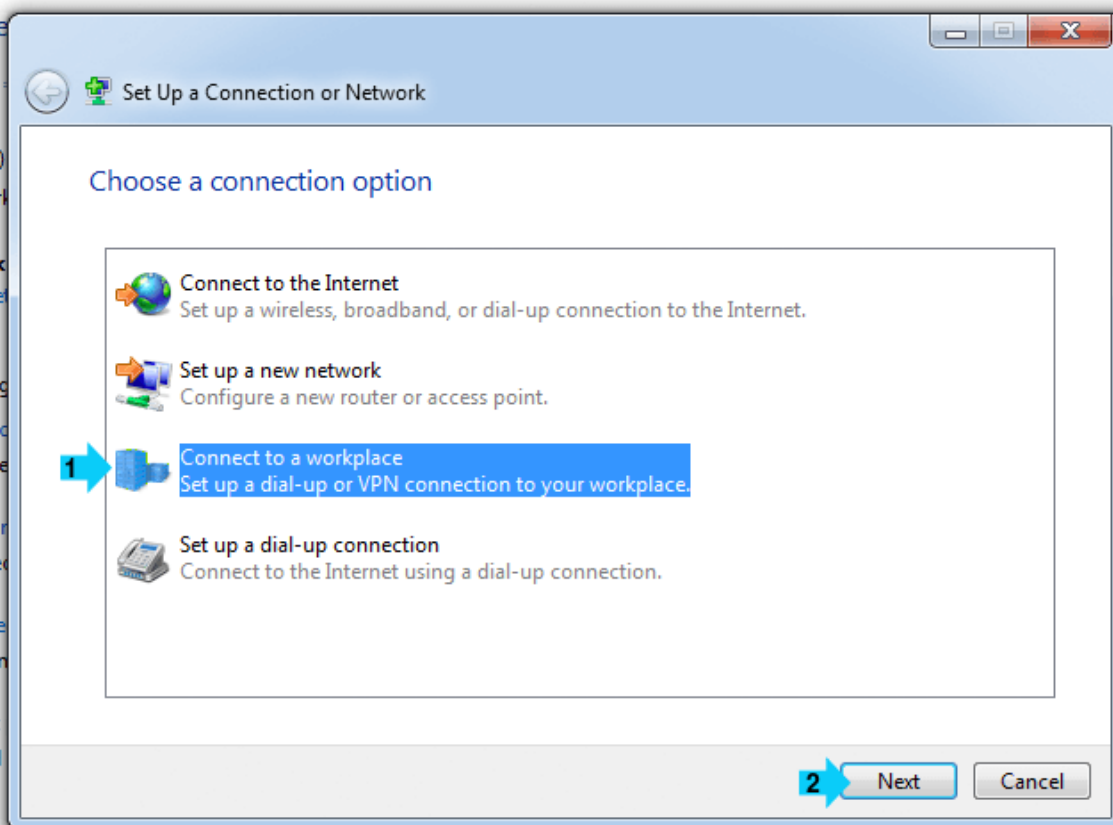 Set Up a Connection or Network
Choose a connection option
Connect to the Internet
Set up a wireless, broadband, or dial-up connection to the Internet.
Set up a new network
Configure a new router or access point.
1
Connect to a workplace
Set up a dial-up or VPN connection to your workplace.
Set up a dial-up connection
Connect to the Internet using a dial-up connection.
2 Next Cancel